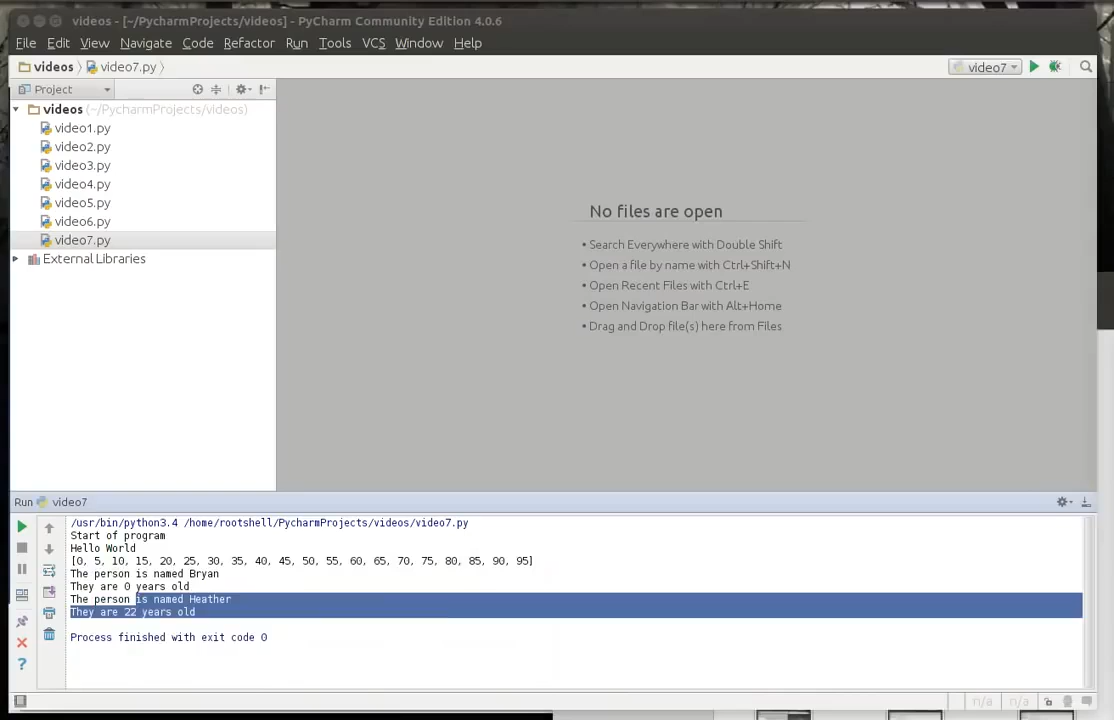 videos - [~/PycharmProjects/videos] - PyCharm Community Edition 4.0.6
File Edit View Navigate Code Refactor Run Tools VCS Window Help
videos video7.py video7
Project
videos (~/PycharmProjects/videos)
video1.py
video2.py
video3.py
video4.py
video5.py
video6.py
video7.py
External Libraries
No files are open
• Search Everywhere with Double Shift
• Open a file by name with Ctrl+Shift+N
• Open Recent Files with Ctrl+E
• Open Navigation Bar with Alt+Home
• Drag and Drop file(s) here from Files
Run video7
/usr/bin/python3.4 /home/rootshell/PycharmProjects/videos/video7.py
Start of program
Hello World
[0, 5, 10, 15, 20, 25, 30, 35, 40, 45, 50, 55, 60, 65, 70, 75, 80, 85, 90, 95]
The person is named Bryan
They are 0 years old
The person is named Heather
They are 22 years old
Process finished with exit code 0
n/a n/a